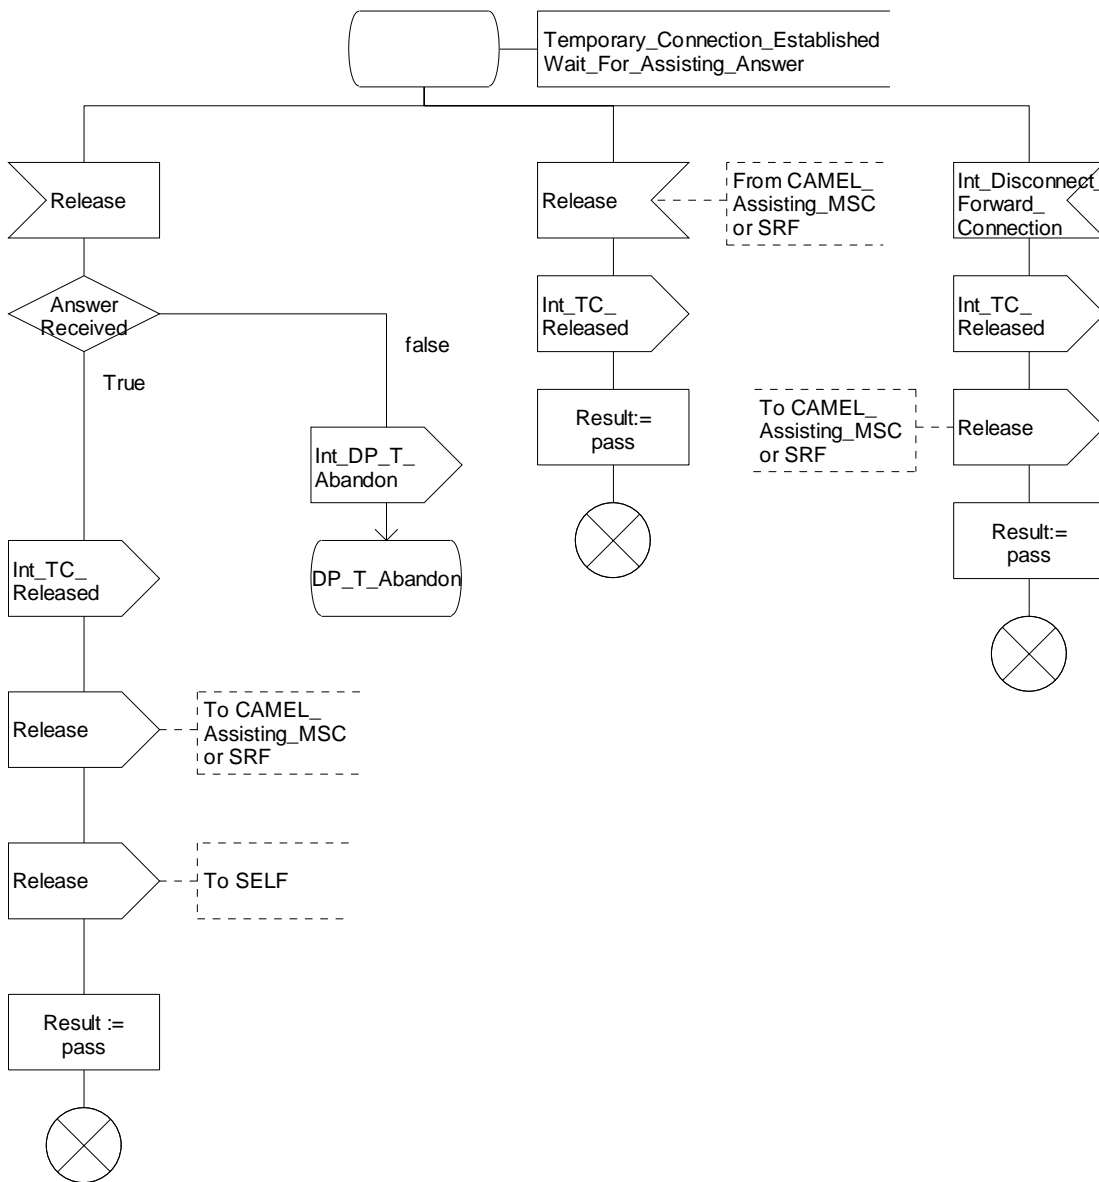 Temporary_Connection_Established
Wait_For_Assisting_Answer
Release
Answer
Received
True
false
Int_DP_T_
Abandon
DP_T_Abandon
Int_TC_
Released
Release
To CAMEL_
Assisting_MSC
or SRF
Release
To SELF
Result :=
pass
Release
From CAMEL_
Assisting_MSC
or SRF
Int_TC_
Released
Result:=
pass
Int_Disconnect_
Forward_
Connection
Int_TC_
Released
To CAMEL_
Assisting_MSC
or SRF
Release
Result:=
pass